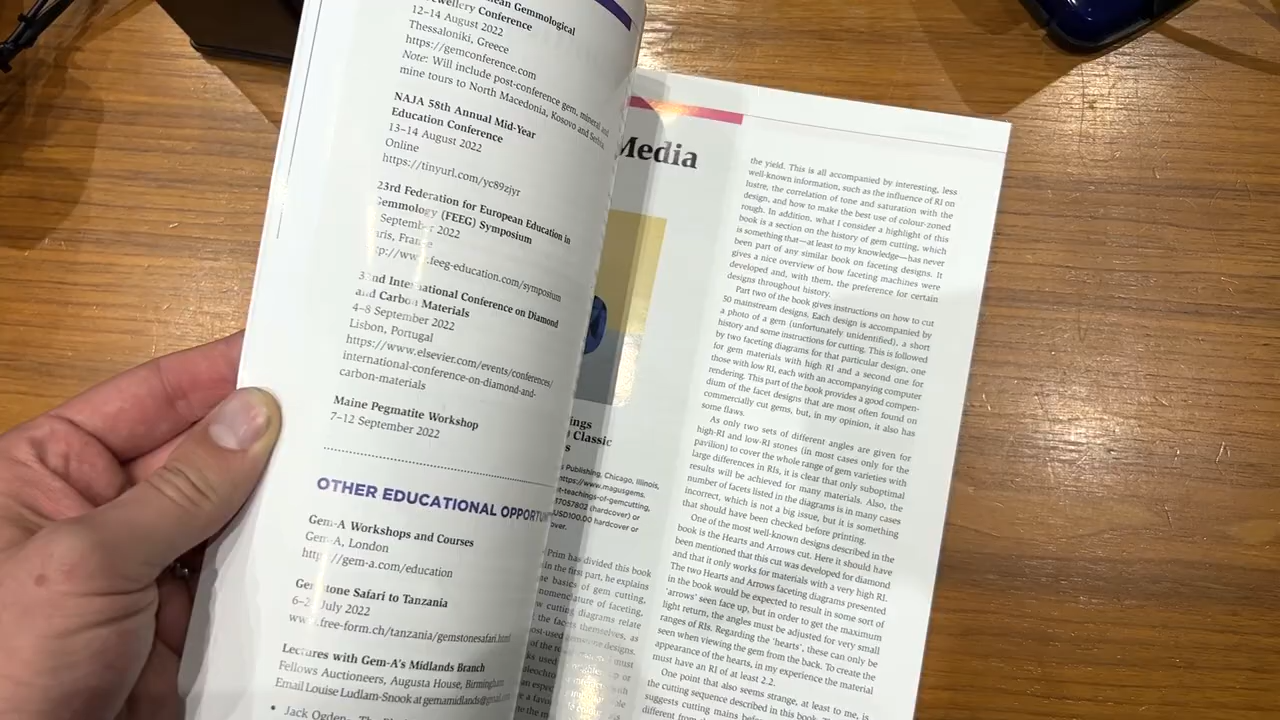 Gemmological
Conference
12–14 August 2022
Thessaloniki, Greece
https://gemconference.com
Note: Will include post-conference gem, mineral and
mine tours to North Macedonia, Kosovo and Serbia.
NAJA 58th Annual Mid-Year
Education Conference
13–14 August 2022
Online
https://tinyurl.com/yc89zjyr
23rd Federation for European Education in
Gemmology (FEEG) Symposium
September 2022
France
feeg-education.com/symposium
International Conference on Diamond
and Carbon Materials
4–8 September 2022
Lisbon, Portugal
https://www.elsevier.com/events/conferences/
international-conference-on-diamond-and-
carbon-materials
Maine Pegmatite Workshop
7–12 September 2022
OTHER EDUCATIONAL
Gem-A Workshops and Courses
Gem-A, London
http://gem-a.com/education
Gemstone Safari to Tanzania
July 2022
free-form.ch/tanzania/gemstonesafari.html
Lectures with Gem-A's Midlands Branch
Fellows Auctioneers, Augusta House, Birmingham
Email Louise Ludlam-Snook at
• Jack Ogden
Media
Classic
Publishing, Chicago, Illinois,
(hardcover) or
USD100.00 hardcover or
Prim has divided this book
in the first part, he explains
basics of gem cutting,
of faceting,
cutting diagrams relate
the facets themselves, as
designs.
the yield. This is all accompanied by interesting, less
well-known information, such as the influence of RI on
lustre, the correlation of tone and saturation with the
design, and how to make the best use of colour-zoned
rough. In addition, what I consider a highlight of this
book is a section on the history of gem cutting, which
is something that—at least to my knowledge—has never
been part of any similar book on faceting designs. It
gives a nice overview of how faceting machines were
developed and, with them, the preference for certain
designs throughout history.
Part two of the book gives instructions on how to cut
50 mainstream designs. Each design is accompanied by
a photo of a gem (unfortunately unidentified), a short
history and some instructions for cutting. This is followed
by two faceting diagrams for that particular design, one
for gem materials with high RI and a second one for
those with low RI, each with an accompanying computer
rendering. This part of the book provides a good compen-
dium of the facet designs that are most often found on
commercially cut gems, but, in my opinion, it also has
some flaws.
As only two sets of different angles are given for
high-RI and low-RI stones (in most cases only for the
pavilion) to cover the whole range of gem varieties with
large differences in RIs, it is clear that only suboptimal
results will be achieved for many materials. Also, the
number of facets listed in the diagrams is in many cases
incorrect, which is not a big issue, but it is something
that should have been checked before printing.
One of the most well-known designs described in the
book is the Hearts and Arrows cut. Here it should have
been mentioned that this cut was developed for diamond
and that it only works for materials with a very high RI.
The two Hearts and Arrows faceting diagrams presented
in the book would be expected to result in some sort of
'arrows' seen face up, but in order to get the maximum
light return, the angles must be adjusted for very small
ranges of RIs. Regarding the 'hearts', these can only be
seen when viewing the gem from the back. To create the
appearance of the hearts, in my experience the material
must have an RI of at least 2.2.
One point that also seems strange, at least to me, is
the cutting sequence described in this book.
suggests cutting mains
different from